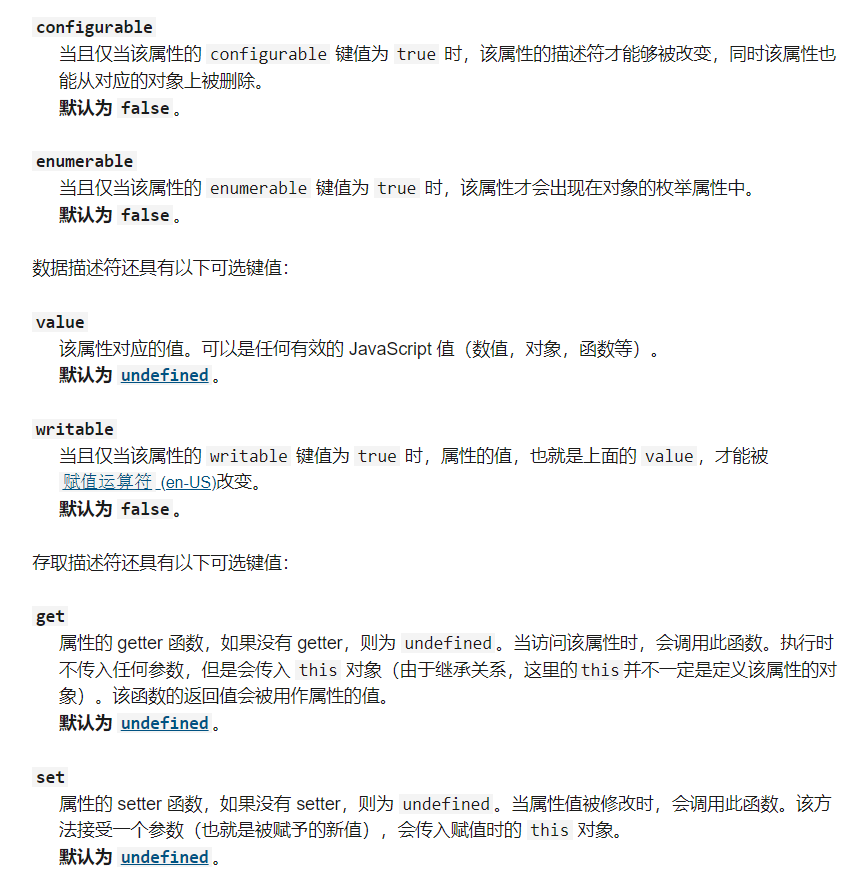 configurable
当且仅当该属性的 configurable 键值为 true 时，该属性的描述符才能够被改变，同时该属性也
能从对应的对象上被删除。
默认为 false。
enumerable
当且仅当该属性的 enumerable 键值为 true 时，该属性才会出现在对象的枚举属性中。
默认为 false。
数据描述符还具有以下可选键值：
value
该属性对应的值。可以是任何有效的 JavaScript 值（数值，对象，函数等）。
默认为 undefined。
writable
当且仅当该属性的 writable 键值为 true 时，属性的值，也就是上面的 value，才能被
赋值运算符 (en-US)改变。
默认为 false。
存取描述符还具有以下可选键值：
get
属性的 getter 函数，如果没有 getter，则为 undefined。当访问该属性时，会调用此函数。执行时
不传入任何参数，但是会传入 this 对象（由于继承关系，这里的this并不一定是定义该属性的对
象）。该函数的返回值会被用作属性的值。
默认为 undefined。
set
属性的 setter 函数，如果没有 setter，则为 undefined。当属性值被修改时，会调用此函数。该方
法接受一个参数（也就是被赋予的新值），会传入赋值时的 this 对象。
默认为 undefined。